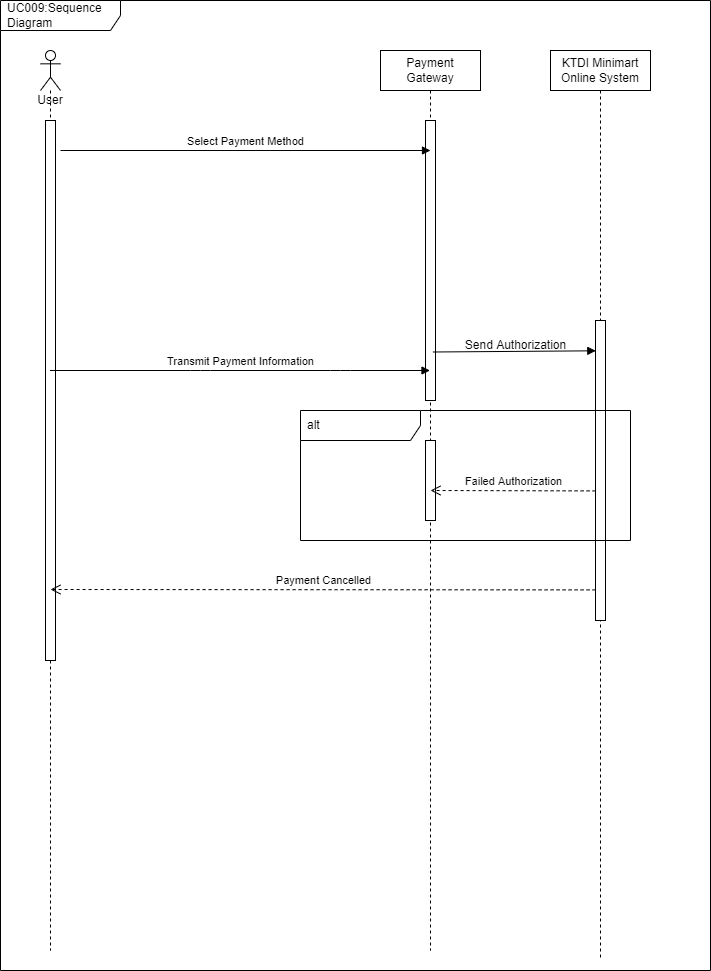 UC009:Sequence
Diagram
User
Payment
Gateway
KTDI Minimart
Online System
Select Payment Method
Send Authorization
Transmit Payment Information
alt
Failed Authorization
Payment Cancelled